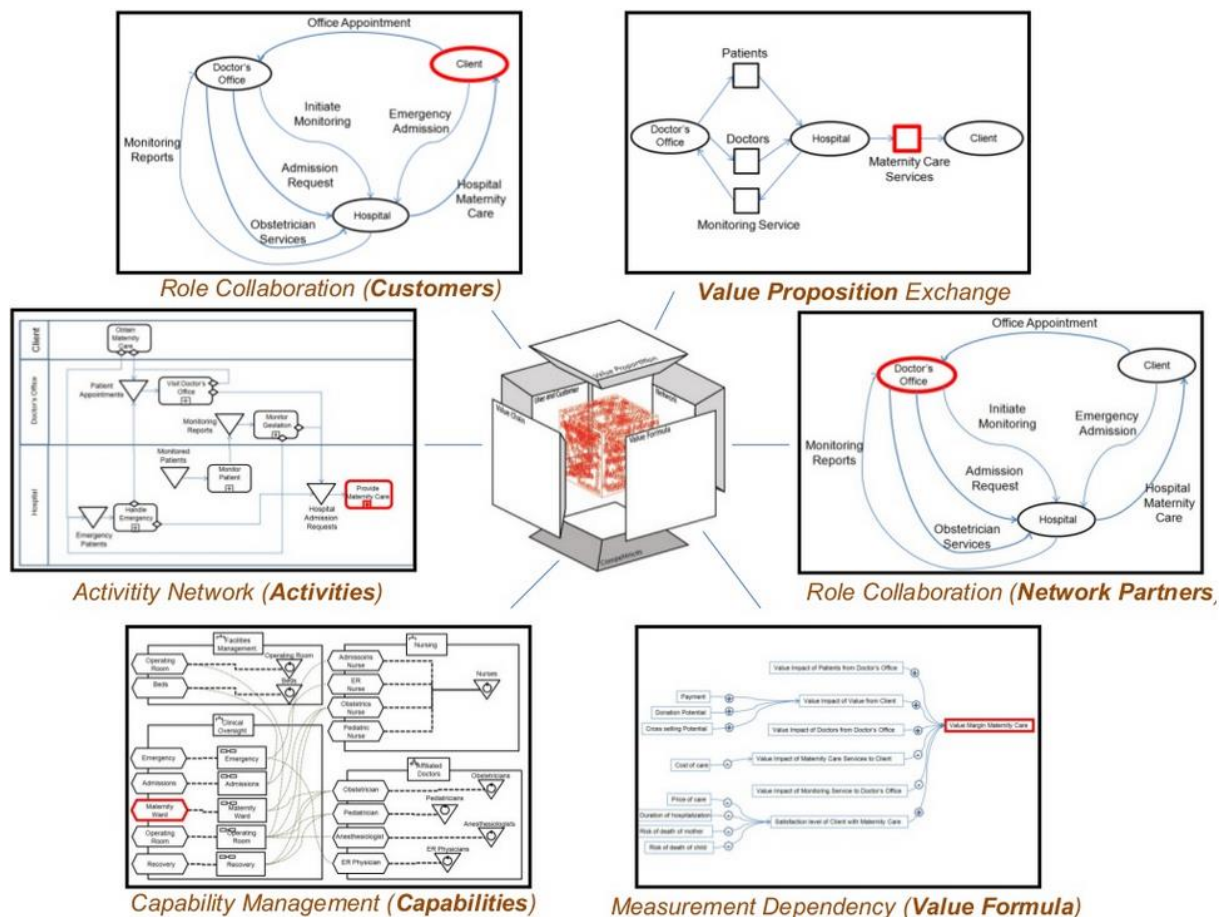 Office Appointment
Doctor's
Office
Client
Initiate
Monitoring
Emergency
Admission
Monitoring
Reports
Admission
Request
Hospital
Maternity
Care
Hospital
Obstetrician
Services
Role Collaboration (Customers)
Patients
Doctor's
Office
Doctors
Hospital
Client
Maternity Care
Services
Monitoring Service
Value Proposition Exchange
Client
Obtain
Maternity
Care
Doctor's Office
Patient
Appointments
Visit Doctor's
Office
Monitoring
Reports
Monitor
Gestation
Hospital
Monitored
Patients
Monitor
Patient
Provide
Maternity Care
Hospital
Admission
Requests
Handle
Emergency
Emergency
Patients
Activitity Network (Activities)
Value Proportition
User and Customer
Network
Value Chain
Value Formula
Office Appointment
Doctor's
Office
Client
Initiate
Monitoring
Emergency
Admission
Monitoring
Reports
Admission
Request
Hospital
Maternity
Care
Hospital
Obstetrician
Services
Role Collaboration (Network Partners)
Facilities
Management
Operating
Room
Operating Room
Beds
Beds
Clinical
Oversight
Emergency
Emergency
Admissions
Admissions
Maternity
Ward
Maternity
Ward
Operating
Room
Operating
Room
Recovery
Recovery
Nursing
Admissoins
Nurse
ER
Nurse
Nurses
Obstetrics
Nurse
Pediatric
Nurse
Affiliated
Doctors
Obstetricians
Obstetrician
Pediatricians
Pediatrician
Anesthesiologists
Anesthesiologist
ER Physicians
ER Physician
Capability Management (Capabilities)
Value Impact of Patients from Doctor's Office
Payment
Donation Potential
Value Impact of Value from Client
Cross selling Potential
Value Margin Maternity Care
Value Impact of Doctors from Doctor's Office
Cost of care
Value Impact of Maternity Care Services to Client
Value Impact of Monitoring Service to Doctor's Office
Price of care
Duration of hospitalization
Satisfaction level of Client with Maternity Care
Risk of death of mother
Risk of death of child
Measurement Dependency (Value Formula)